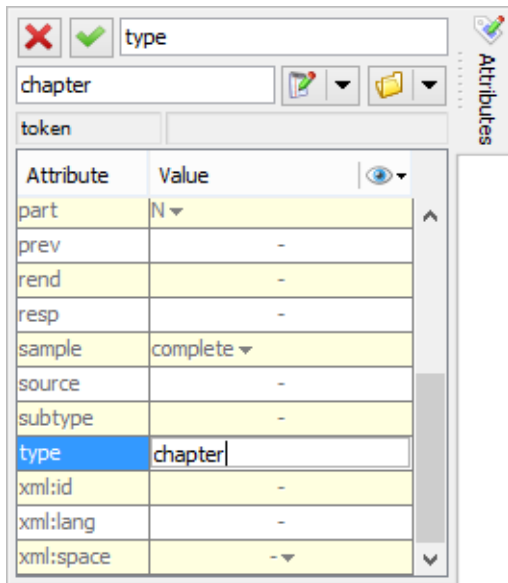 type
chapter
token
Attribute Value
part N
prev -
rend -
resp -
sample complete
source -
subtype -
type chapter
xml:id -
xml:lang -
xml:space -
Attributes